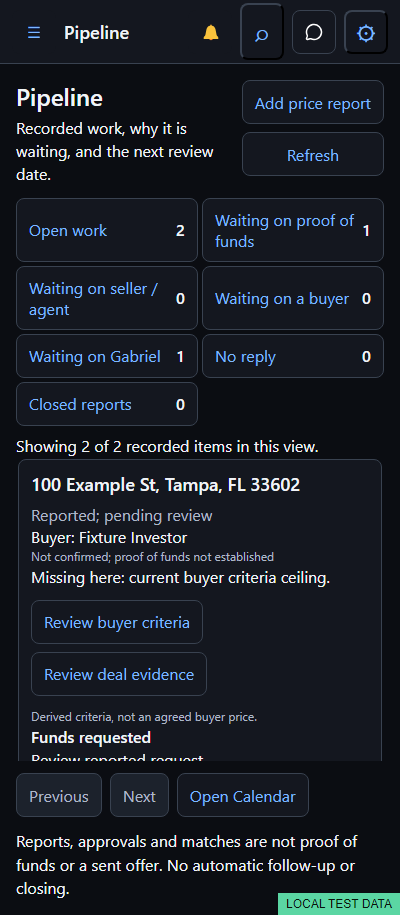 Pipeline
Pipeline
Add price report
Recorded work, why it is
waiting, and the next review
date.
Refresh
Open work 2
Waiting on proof of
funds 1
Waiting on seller /
agent 0
Waiting on a buyer 0
Waiting on Gabriel 1
No reply 0
Closed reports 0
Showing 2 of 2 recorded items in this view.
100 Example St, Tampa, FL 33602
Reported; pending review
Buyer: Fixture Investor
Not confirmed; proof of funds not established
Missing here: current buyer criteria ceiling.
Review buyer criteria
Review deal evidence
Derived criteria, not an agreed buyer price.
Funds requested
Review reported request
Previous
Next
Open Calendar
Reports, approvals and matches are not proof of
funds or a sent offer. No automatic follow-up or
closing.
LOCAL TEST DATA